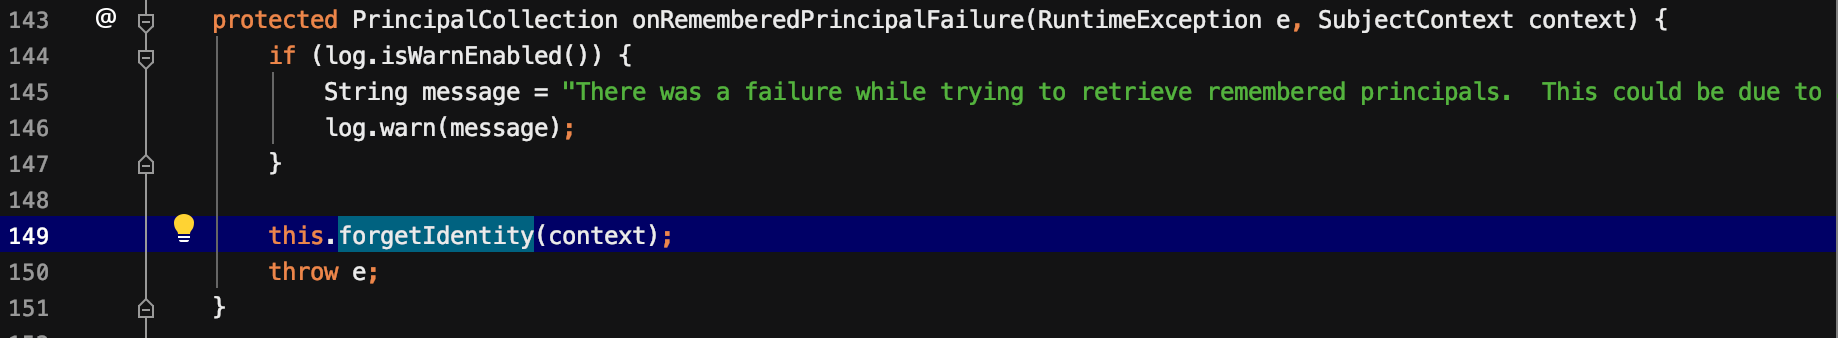 143 @ protected PrincipalCollection onRememberedPrincipalFailure(RuntimeException e, SubjectContext context) {
144 if (log.isWarnEnabled()) {
145 String message = "There was a failure while trying to retrieve remembered principals.  This could be due to
146 log.warn(message);
147 }
148
149 this.forgetIdentity(context);
150 throw e;
151 }